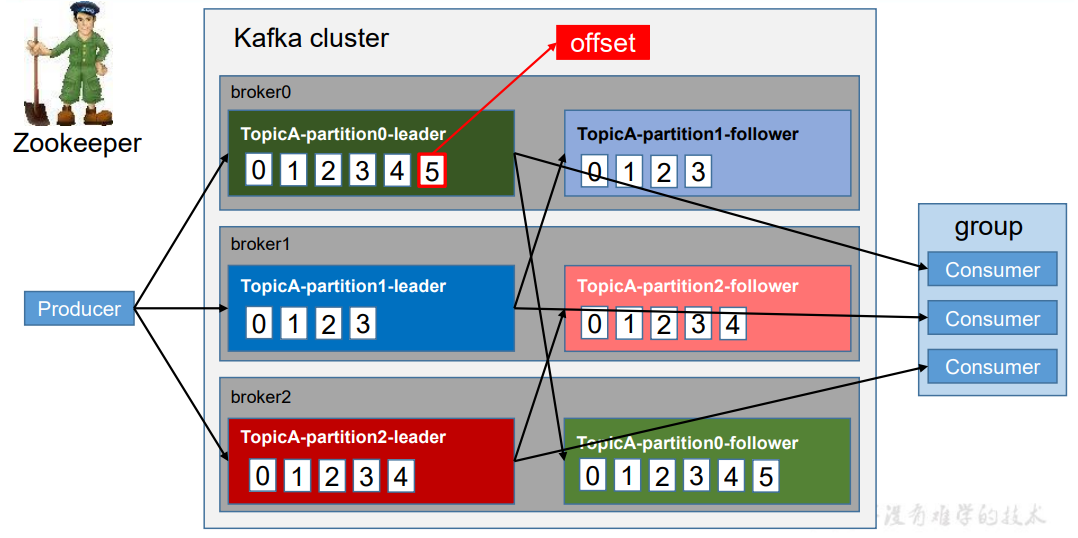 ZOO
Zookeeper
Kafka cluster
offset
broker0
TopicA-partition0-leader
0 1 2 3 4 5
TopicA-partition1-follower
0 1 2 3
broker1
TopicA-partition1-leader
0 1 2 3
TopicA-partition2-follower
0 1 2 3 4
broker2
TopicA-partition2-leader
0 1 2 3 4
TopicA-partition0-follower
0 1 2 3 4 5
Producer
group
Consumer
Consumer
Consumer
没有难学的技术